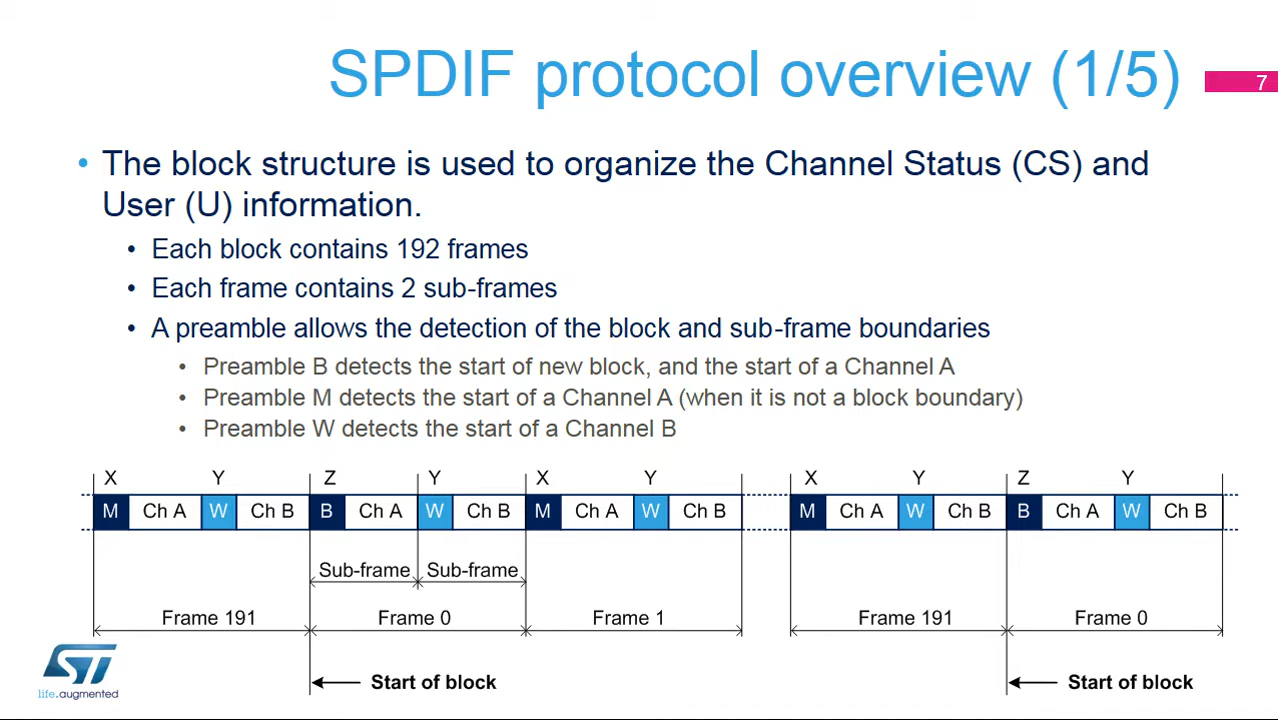 SPDIF protocol overview (1/5)
7
• The block structure is used to organize the Channel Status (CS) and
User (U) information.
• Each block contains 192 frames
• Each frame contains 2 sub-frames
• A preamble allows the detection of the block and sub-frame boundaries
• Preamble B detects the start of new block, and the start of a Channel A
• Preamble M detects the start of a Channel A (when it is not a block boundary)
• Preamble W detects the start of a Channel B
X Y Z Y X Y X Y Z Y
M Ch A W Ch B B Ch A W Ch B M Ch A W Ch B M Ch A W Ch B B Ch A W Ch B
Sub-frame Sub-frame
Frame 191 Frame 0 Frame 1 Frame 191 Frame 0
Start of block Start of block
ST
life.augmented